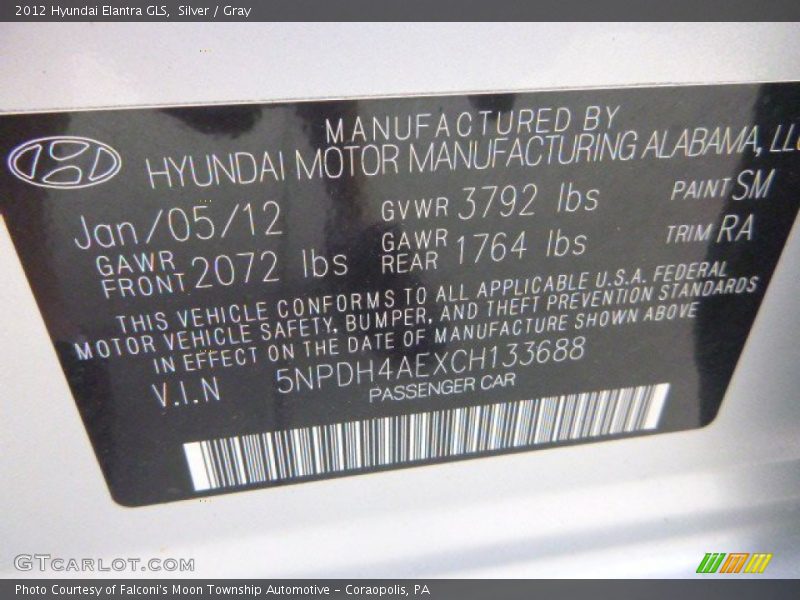 2012 Hyundai Elantra GLS,  Silver / Gray
MANUFACTURED BY
HYUNDAI MOTOR MANUFACTURING ALABAMA, LLC
Jan/05/12 GVWR 3792 lbs PAINT SM
GAWR FRONT 2072 lbs GAWR REAR 1764 lbs TRIM RA
THIS VEHICLE CONFORMS TO ALL APPLICABLE U.S.A. FEDERAL
MOTOR VEHICLE SAFETY, BUMPER, AND THEFT PREVENTION STANDARDS
IN EFFECT ON THE DATE OF MANUFACTURE SHOWN ABOVE
V.I.N 5NPDH4AEXCH133688
PASSENGER CAR
GTCARLOT.COM
Photo Courtesy of Falconi's Moon Township Automotive - Coraopolis, PA